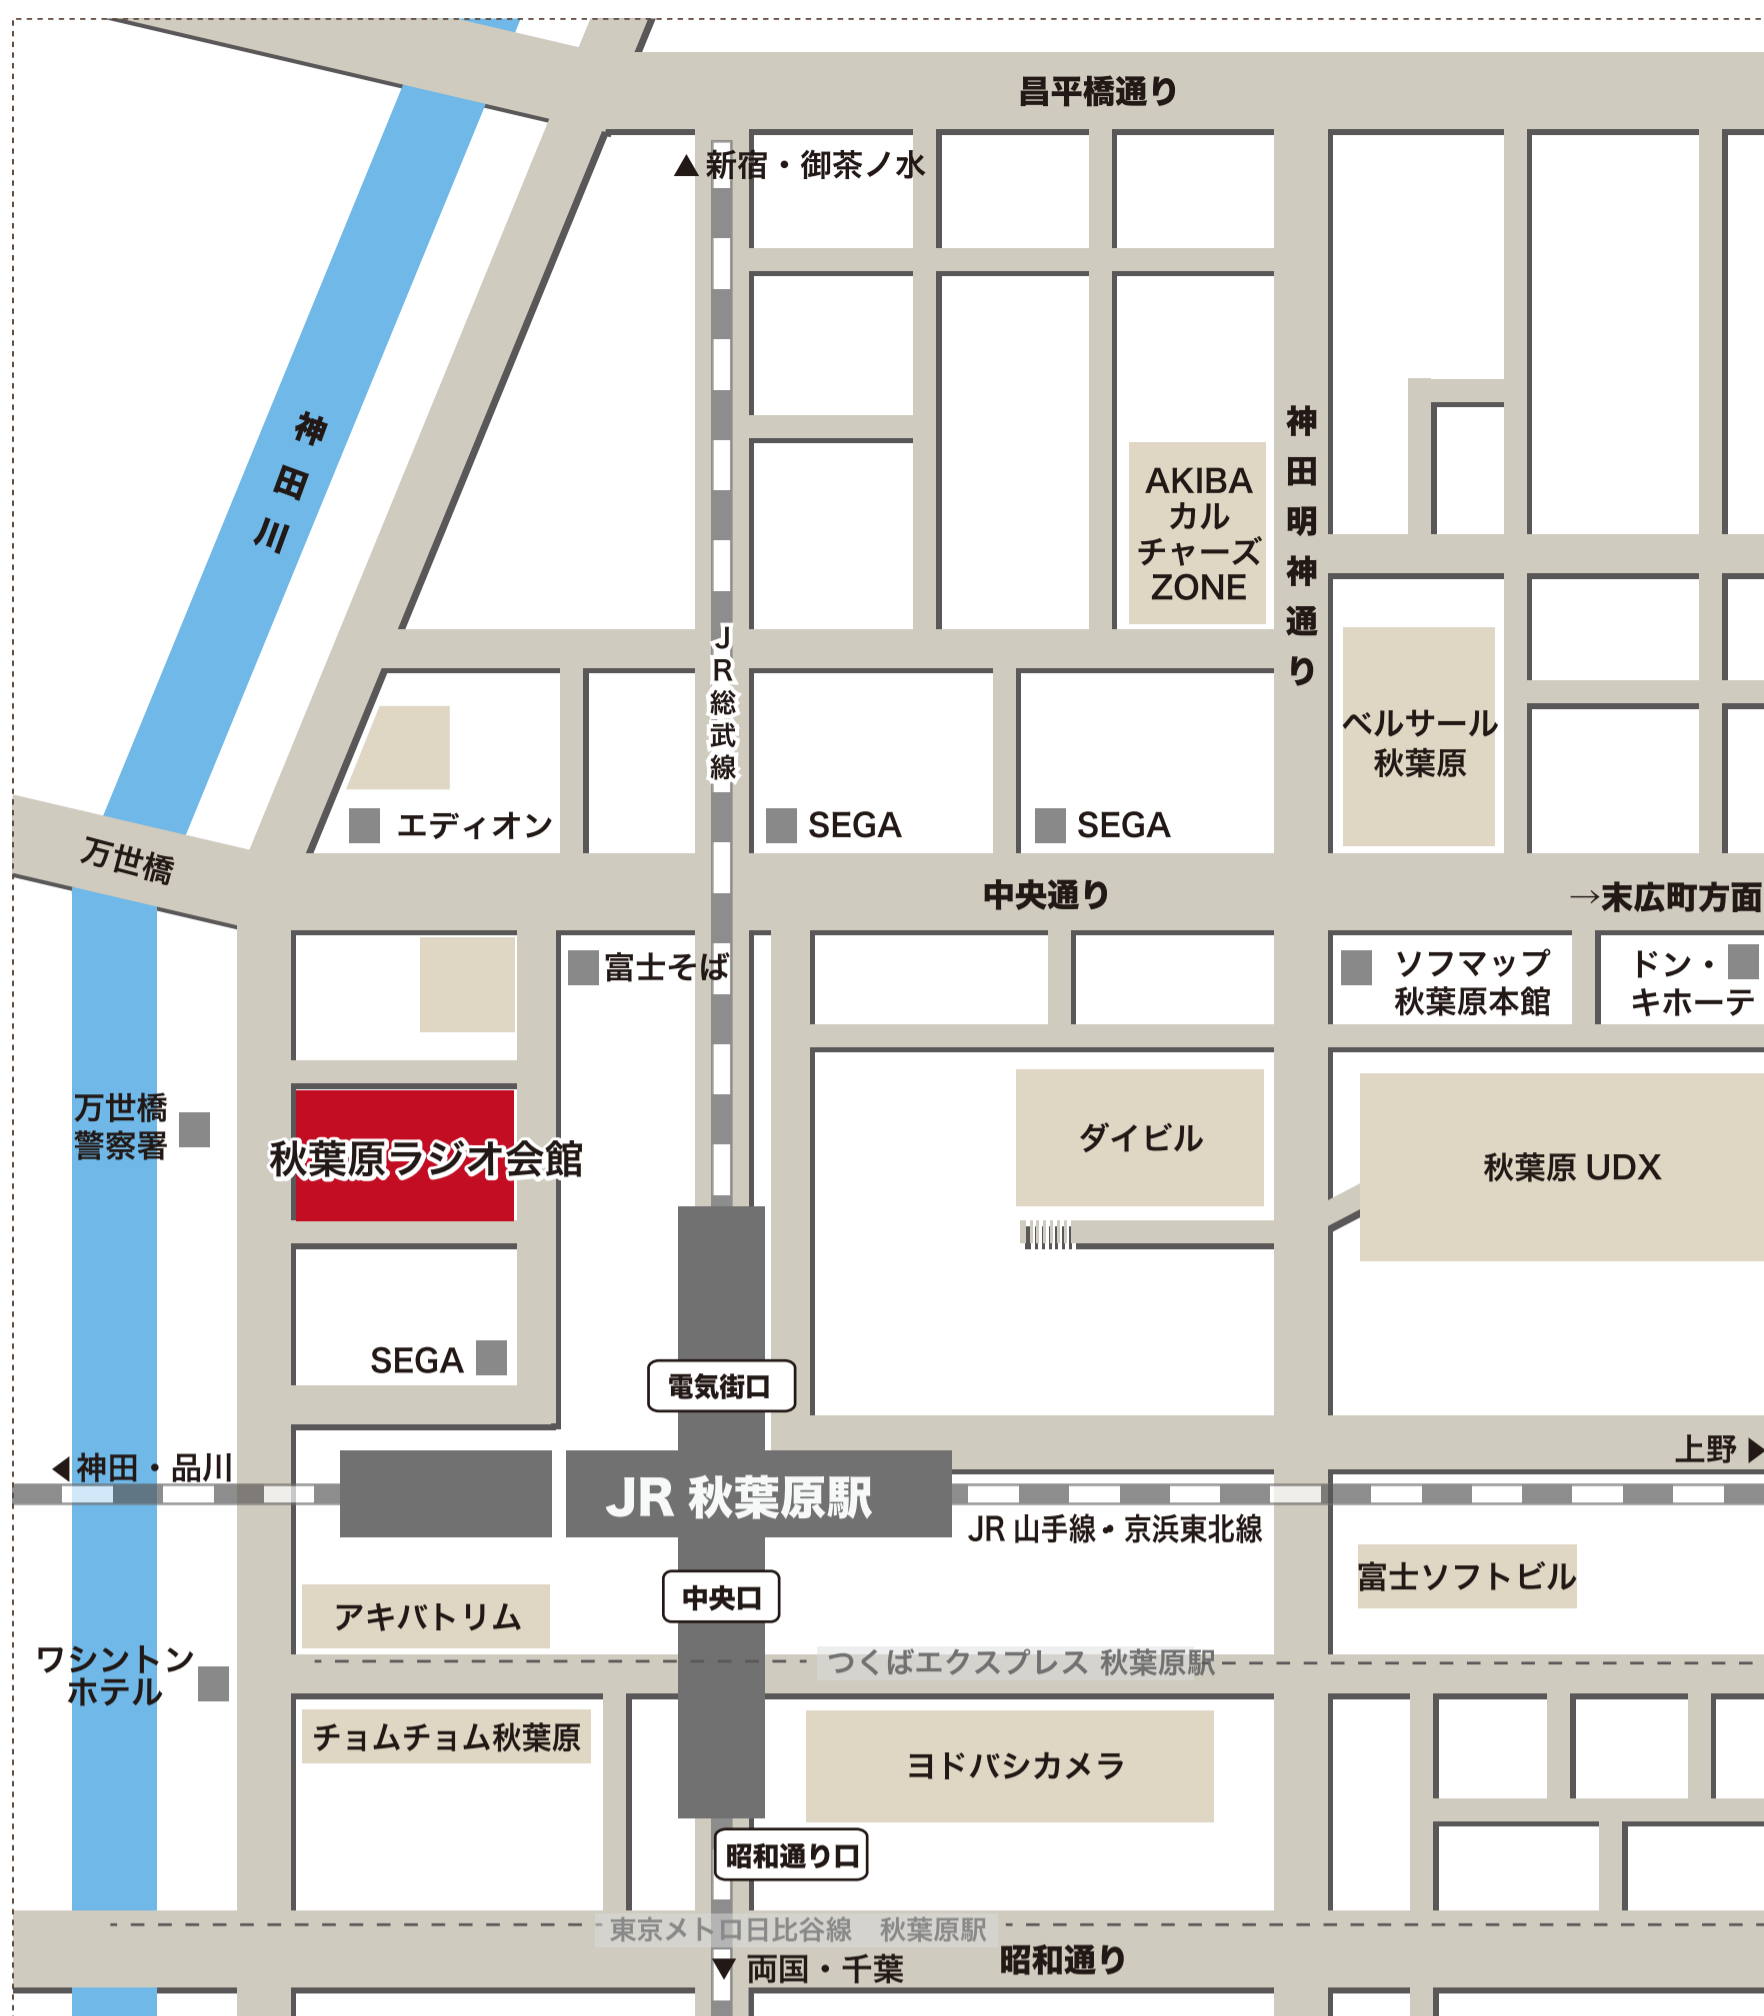 昌平橋通り
▲新宿・御茶ノ水
神田川
神田明神通り
AKIBA
カル
チャーズ
ZONE
JR総武線
ベルサール
秋葉原
エディオン
SEGA
SEGA
万世橋
中央通り
→末広町方面
富士そば
ソフマップ
秋葉原本館
ドン・
キホーテ
万世橋
警察署
秋葉原ラジオ会館
ダイビル
秋葉原 UDX
SEGA
電気街口
上野▶
◀神田・品川
JR 秋葉原駅
JR 山手線・京浜東北線
富士ソフトビル
中央口
アキバトリム
つくばエクスプレス 秋葉原駅
ワシントン
ホテル
チョムチョム秋葉原
ヨドバシカメラ
昭和通り口
東京メトロ日比谷線　秋葉原駅
昭和通り
▼両国・千葉